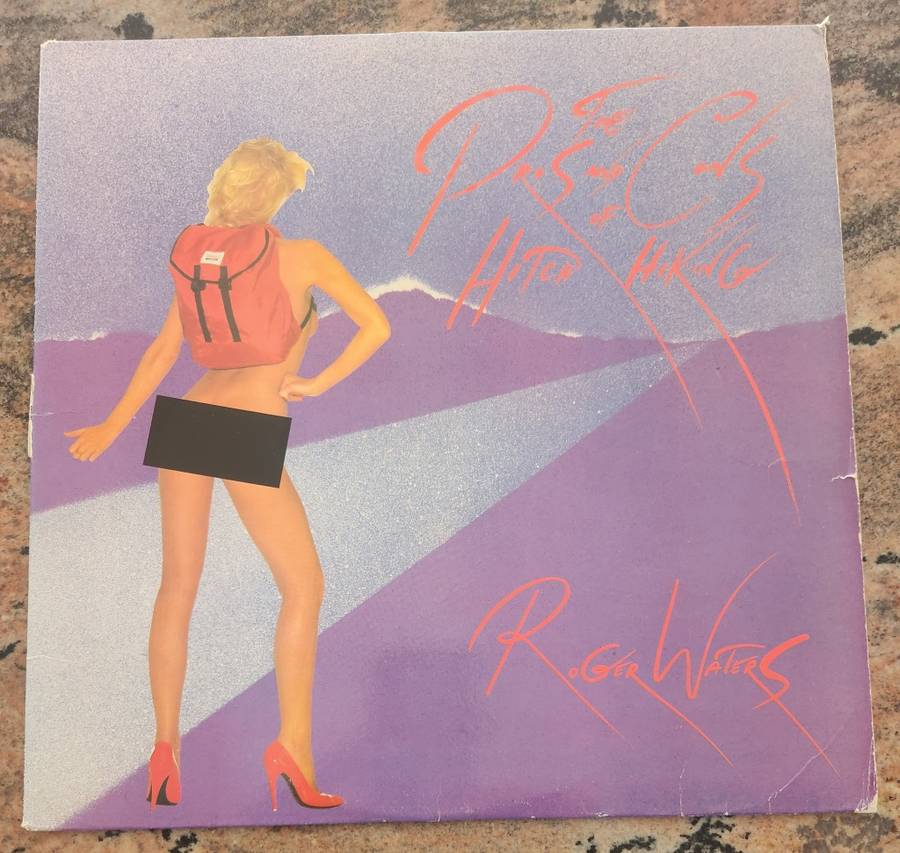 The
Pros and Cons
of
Hitch Hiking
Roger Waters